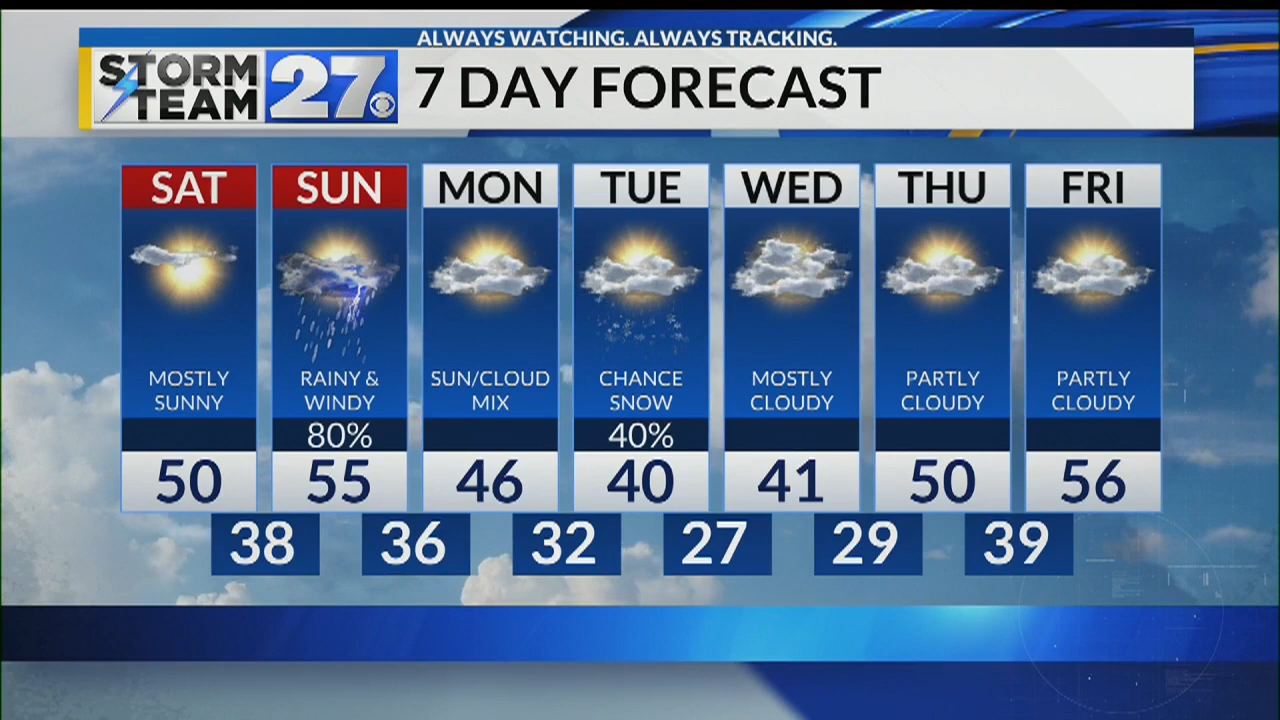 ALWAYS WATCHING. ALWAYS TRACKING.
STORM
TEAM
27
7 DAY FORECAST
SAT
SUN
MON
TUE
WED
THU
FRI
MOSTLY
SUNNY
RAINY &
WINDY
SUN/CLOUD
MIX
CHANCE
SNOW
MOSTLY
CLOUDY
PARTLY
CLOUDY
PARTLY
CLOUDY
80%
40%
50
55
46
40
41
50
56
38
36
32
27
29
39